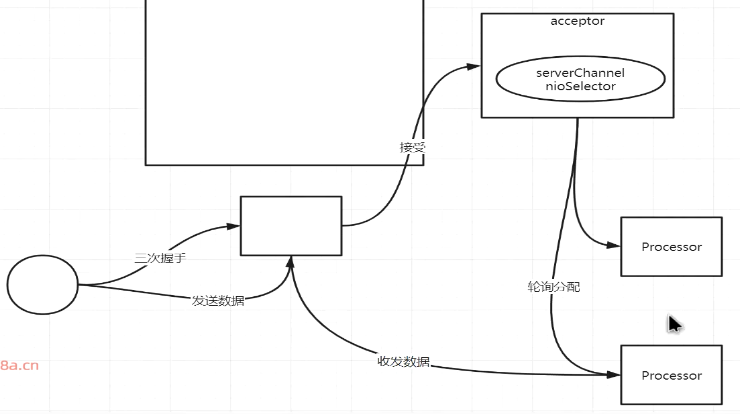 acceptor
serverChannel
nioSelector
接受
三次握手
发送数据
收发数据
轮询分配
Processor
Processor
8a.cn